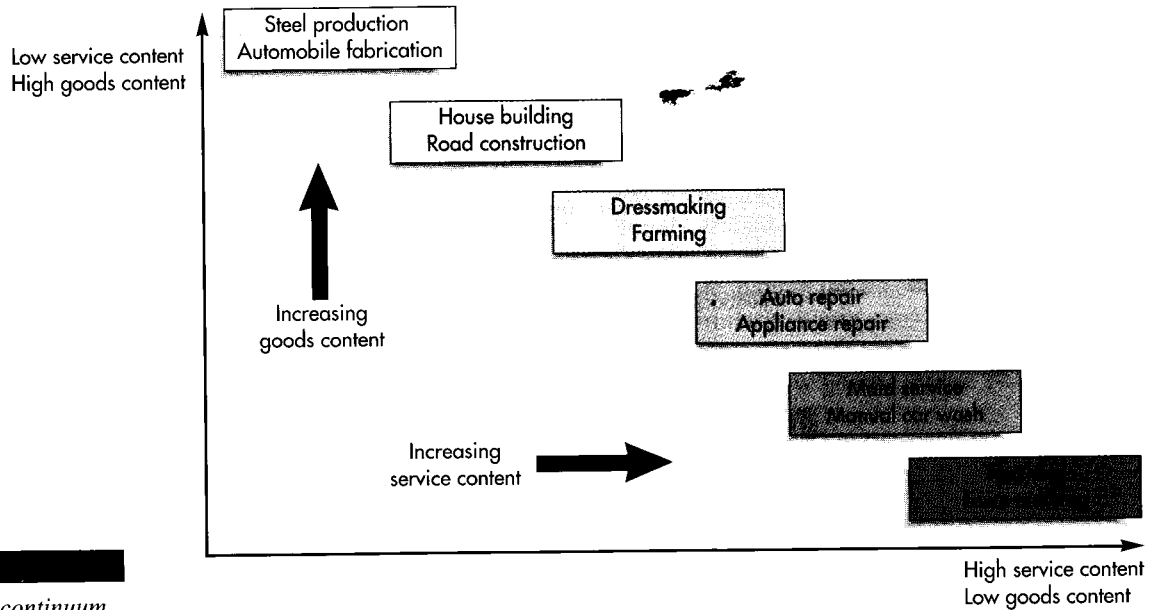 Steel production
Automobile fabrication
Low service content
High goods content
House building
Road construction
Dressmaking
Farming
Auto repair
Appliance repair
Increasing
goods content
Maid service
Manual car wash
Increasing
service content
High service content
Low goods content
continuum